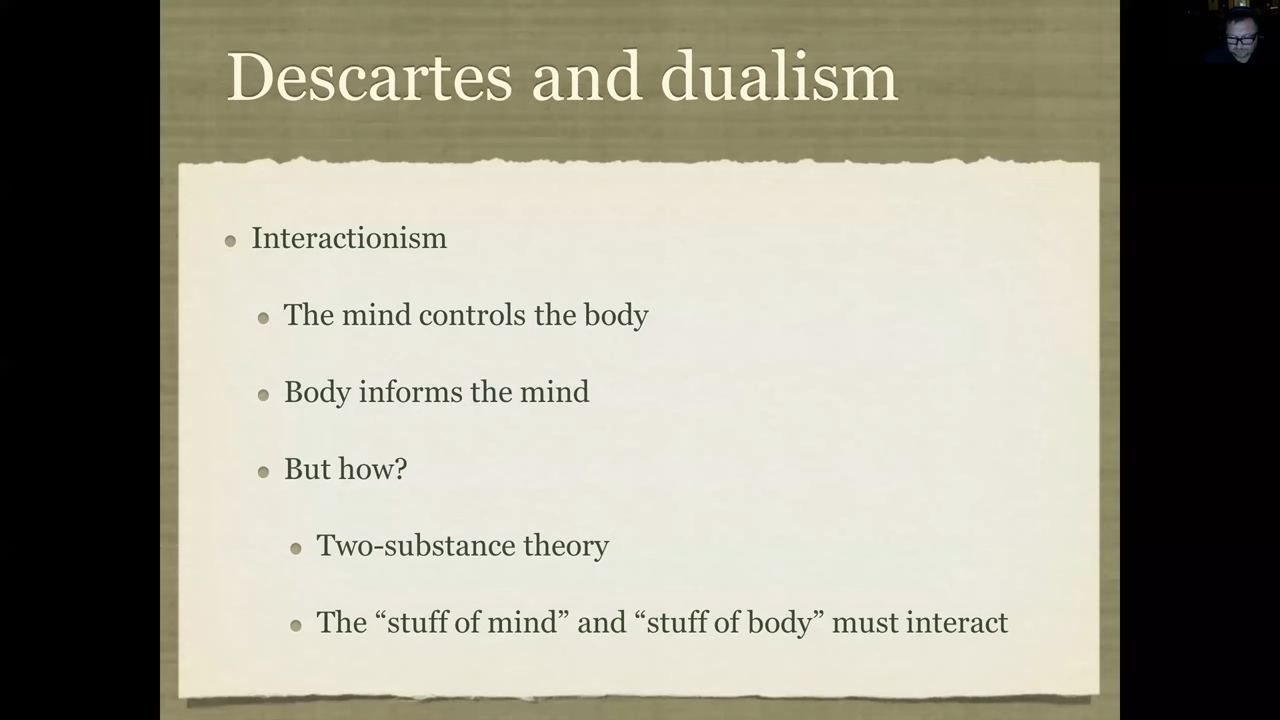 Descartes and dualism
Interactionism
The mind controls the body
Body informs the mind
But how?
Two-substance theory
The “stuff of mind” and “stuff of body” must interact